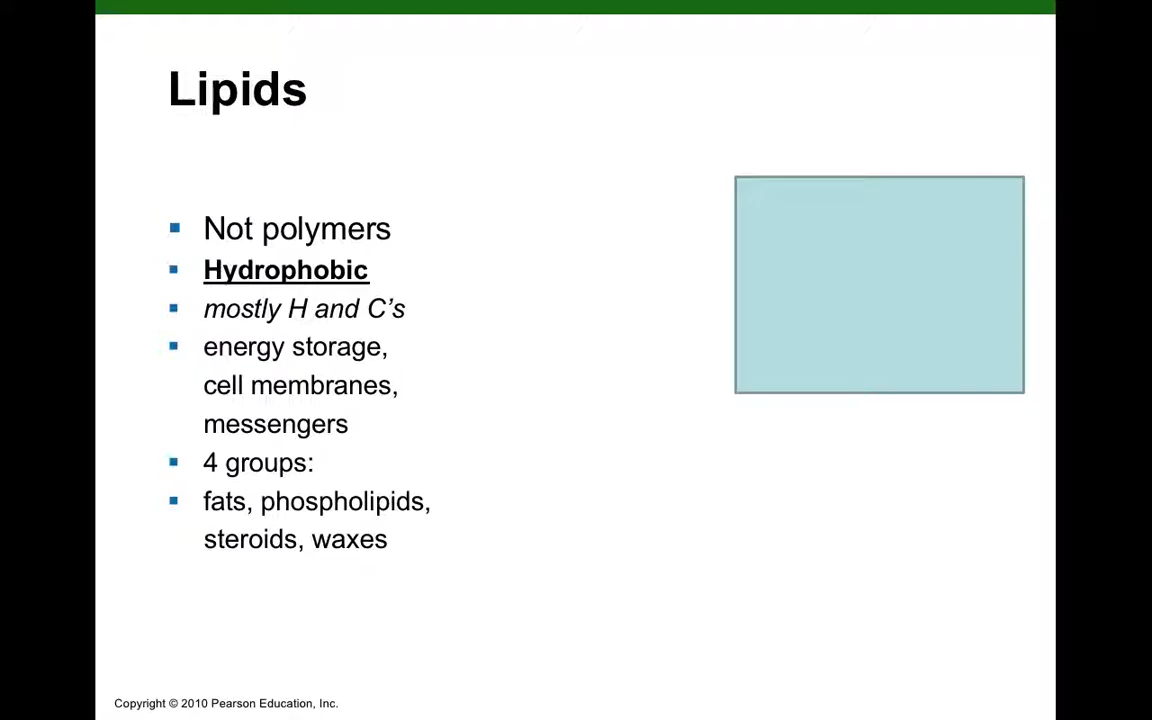 Lipids
Not polymers
Hydrophobic
mostly H and C’s
energy storage,
cell membranes,
messengers
4 groups:
fats, phospholipids,
steroids, waxes
Copyright © 2010 Pearson Education, Inc.